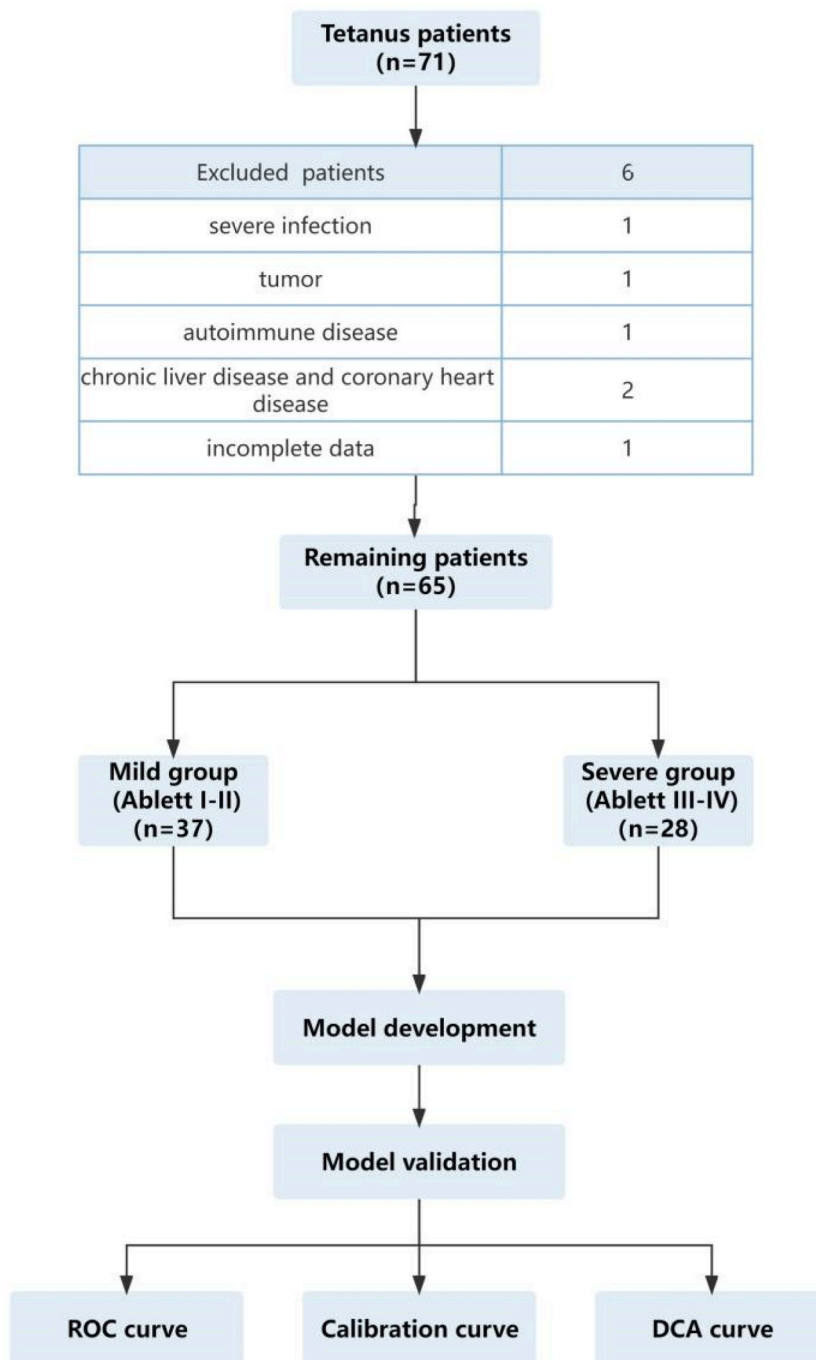 Tetanus patients
(n=71)
Excluded patients 6
severe infection 1
tumor 1
autoimmune disease 1
chronic liver disease and coronary heart
disease 2
incomplete data 1
Remaining patients
(n=65)
Mild group
(Ablett I-II)
(n=37)
Severe group
(Ablett III-IV)
(n=28)
Model development
Model validation
ROC curve
Calibration curve
DCA curve